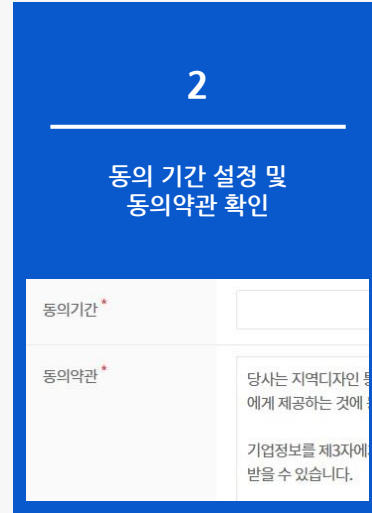 2
동의 기간 설정 및
동의약관 확인
동의기간 *
동의약관 *
당사는 지역디자인
에게 제공하는 것에
기업정보를 제3자에
받을 수 있습니다.